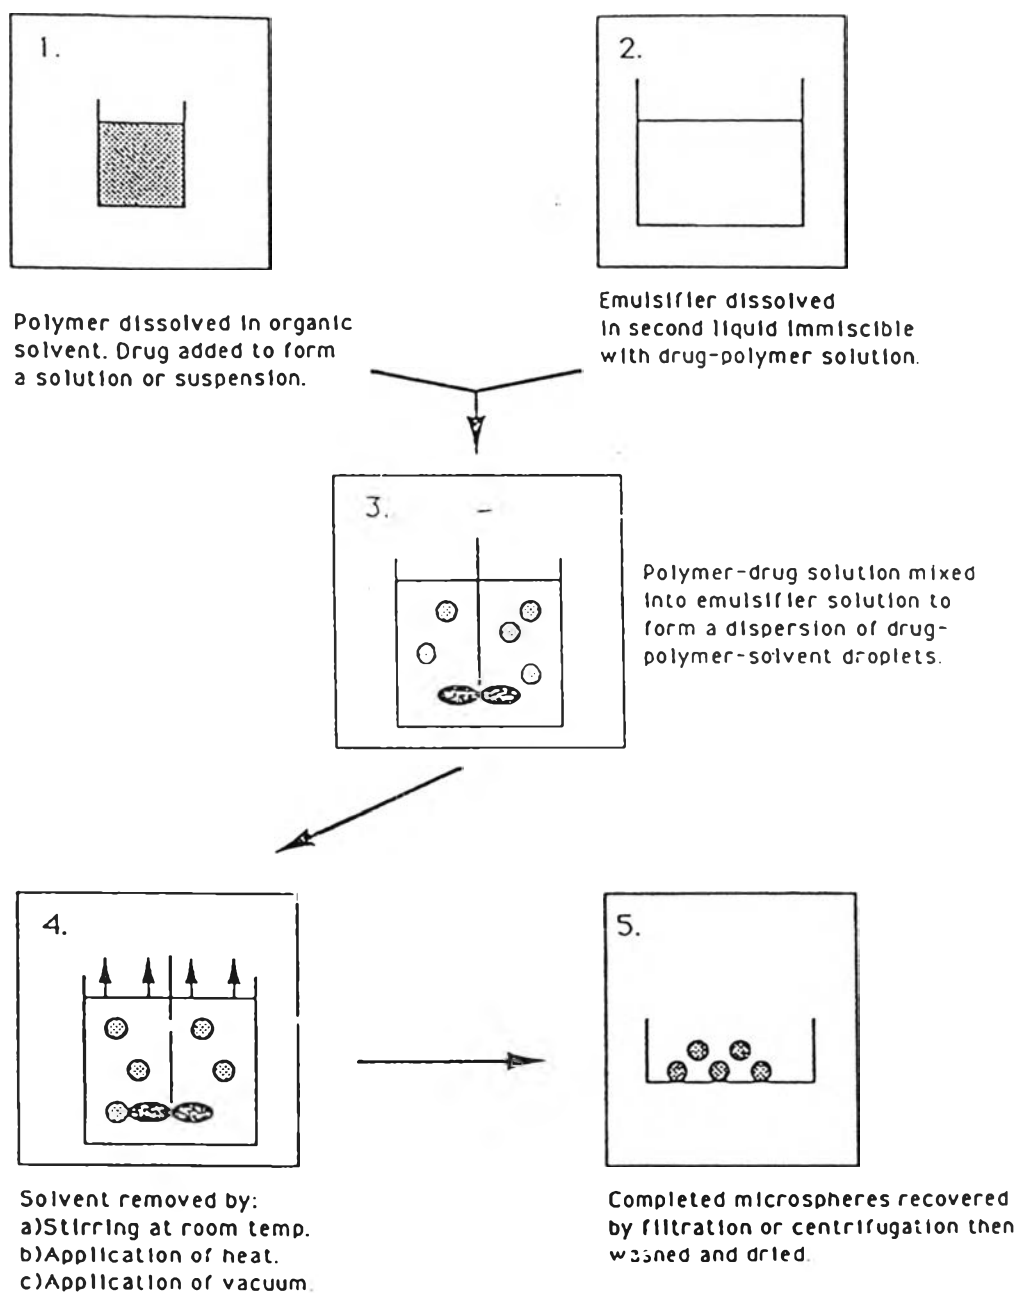 1.
Polymer dissolved in organic
solvent. Drug added to form
a solution or suspension.
2.
Emulsifier dissolved
in second liquid immiscible
with drug-polymer solution.
3.
Polymer-drug solution mixed
into emulsifier solution to
form a dispersion of drug-
polymer-solvent droplets.
4.
Solvent removed by:
a)Stirring at room temp.
b)Application of heat.
c)Application of vacuum.
5.
Completed microspheres recovered
by filtration or centrifugation then
washed and dried.